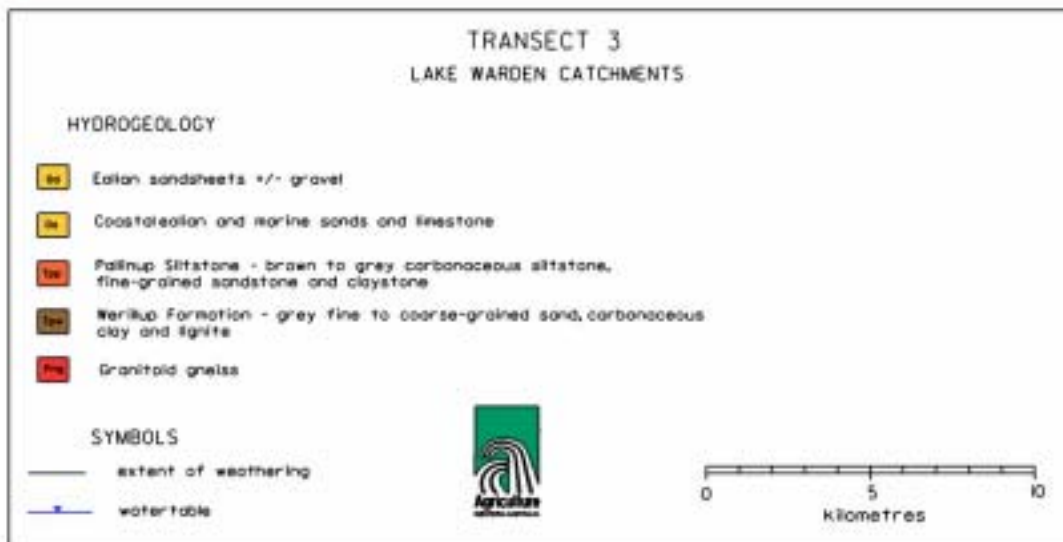 TRANSECT 3
LAKE WARDEN CATCHMENTS
HYDROGEOLOGY
Eolian sandsheets +/- gravel
Coastaleolian and marine sands and limestone
Pallinup Siltstone - brown to grey carbonaceous siltstone,
fine-grained sandstone and claystone
Werillup Formation - grey fine to coarse-grained sand, carbonaceous
clay and lignite
Granitoid gneiss
SYMBOLS
extent of weathering
watertable
Agriculture
0 5 10
Kilometres